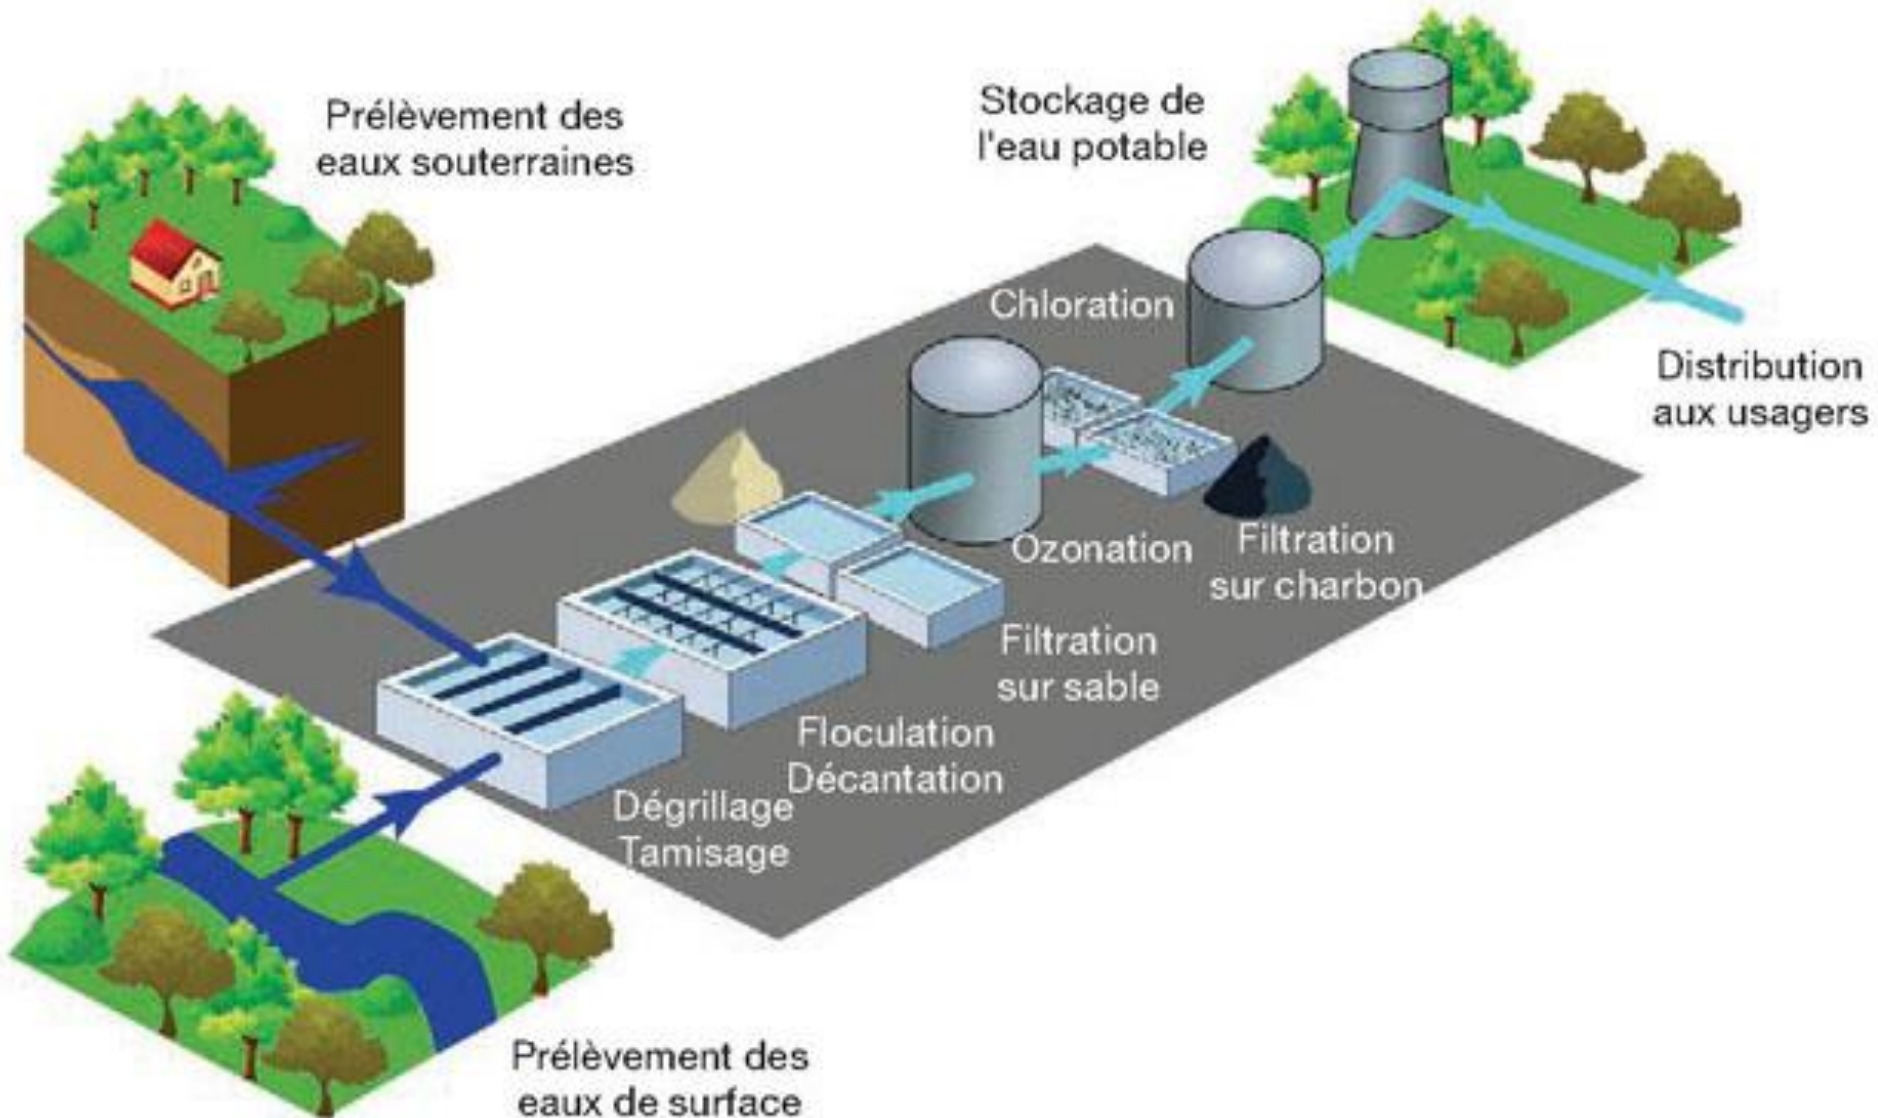 Prélèvement des
eaux souterraines
Stockage de
l'eau potable
Chloration
Distribution
aux usagers
Ozonation
Filtration
sur charbon
Filtration
sur sable
Floculation
Décantation
Dégrillage
Tamisage
Prélèvement des
eaux de surface